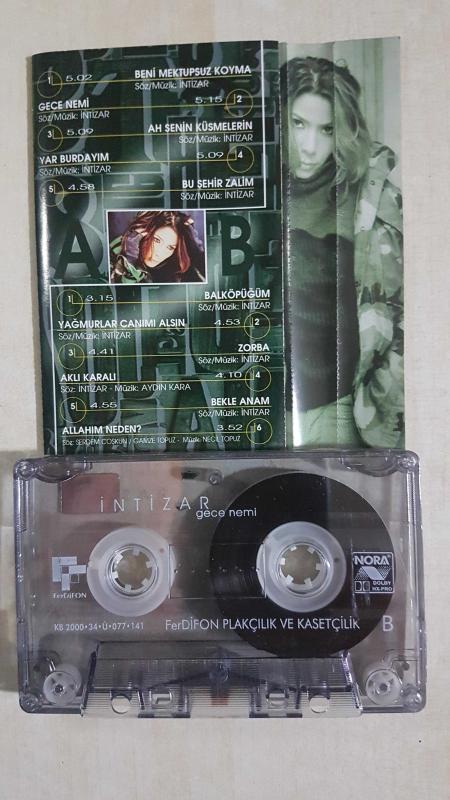 1 5.02 BENİ MEKTUPSUZ KOYMA
Söz/Müzik: İNTİZAR
GECE NEMİ 5.15 2
Söz/Müzik: İNTİZAR
3 5.09 AH SENİN KÜSMELERİN
Söz/Müzik: İNTİZAR
YAR BURDAYIM 5.09 4
Söz/Müzik: İNTİZAR
5 4.58 BU ŞEHİR ZALİM
Söz/Müzik: İNTİZAR
A B
1 3.15 BALKÖPÜĞÜM
Söz/Müzik: İNTİZAR
YAĞMURLAR CANIMI ALSIN 4.53 2
Söz/Müzik: İNTİZAR
3 4.41 ZORBA
Söz/Müzik: İNTİZAR
AKLI KARALI 4.10 4
Söz: İNTİZAR - Müzik: AYDIN KARA
5 4.55 BEKLE ANAM
Söz/Müzik: İNTİZAR
ALLAHIM NEDEN? 3.52 6
Söz: SERDEM COŞKUN / GAMZE TOPUZ - Müzik: NECİL TOPUZ
İNTİZAR
gece nemi
FerDİFON
NORA
DOLBY
HX-PRO
KB 2000•34•Ü•077•141
FerDİFON PLAKÇILIK VE KASETÇİLİK B